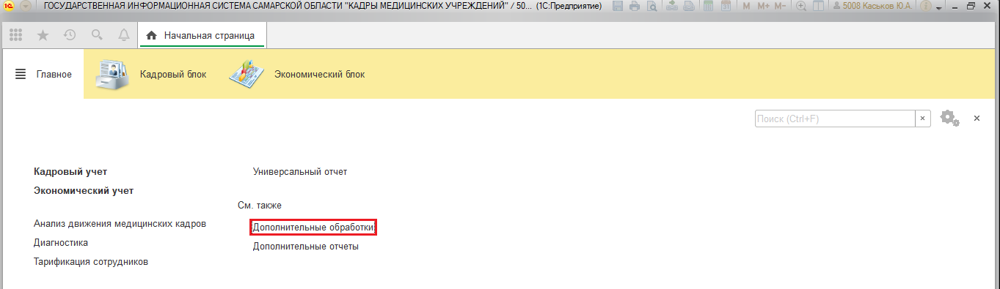 1С ГОСУДАРСТВЕННАЯ ИНФОРМАЦИОННАЯ СИСТЕМА САМАРСКОЙ ОБЛАСТИ "КАДРЫ МЕДИЦИНСКИХ УЧРЕЖДЕНИЙ" / 50... (1С:Предприятие) 31 M M+ M- 5008 Каськов Ю.А.
Начальная страница
Главное Кадровый блок Экономический блок
Поиск (Ctrl+F)
Кадровый учет Универсальный отчет
Экономический учет
См. также
Анализ движения медицинских кадров Дополнительные обработки
Диагностика Дополнительные отчеты
Тарификация сотрудников